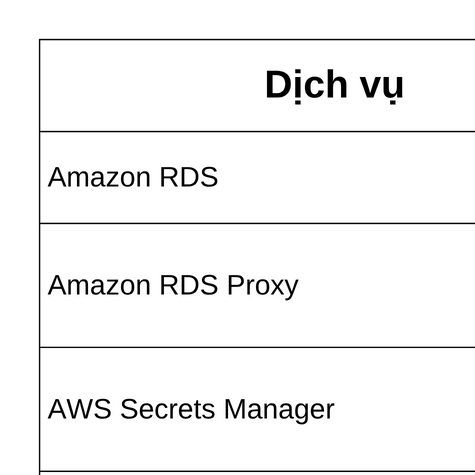 Dịch vụ
Amazon RDS
Amazon RDS Proxy
AWS Secrets Manager